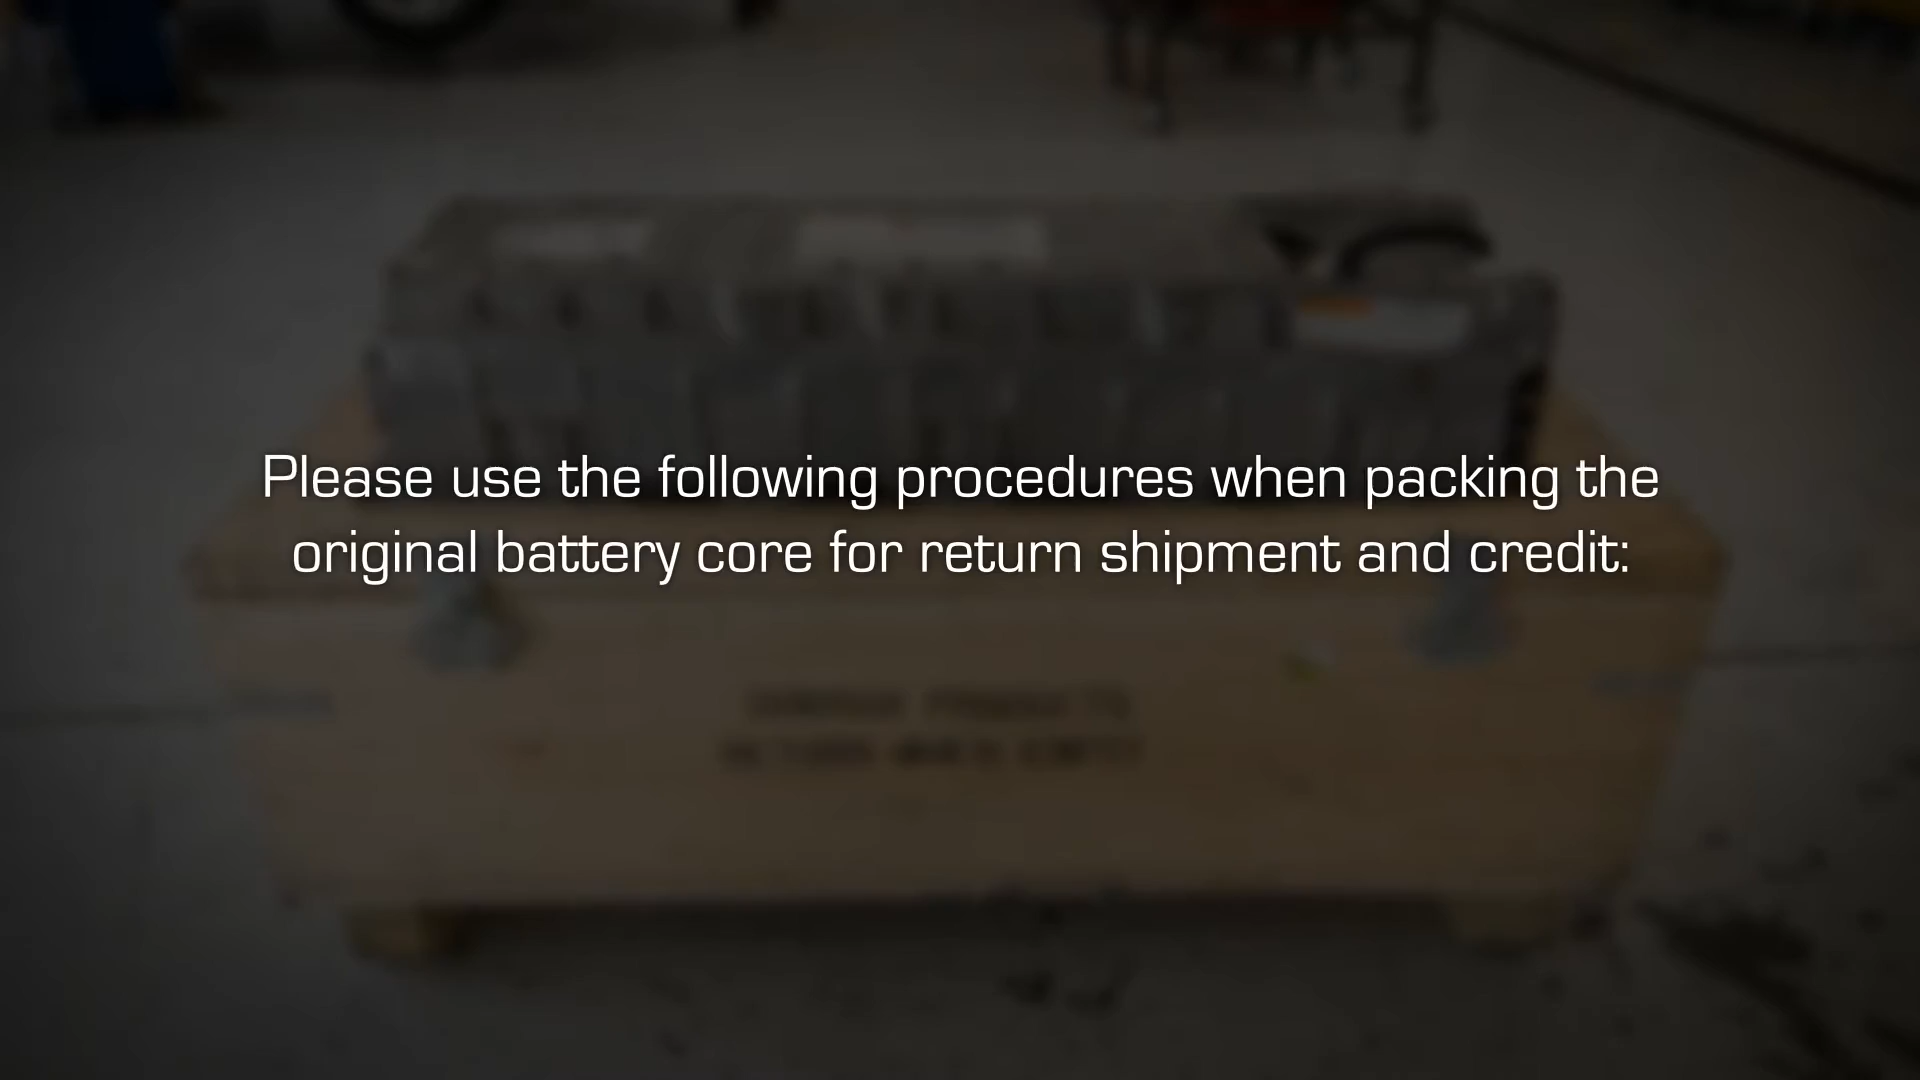 Please use the following procedures when packing the
original battery core for return shipment and credit: